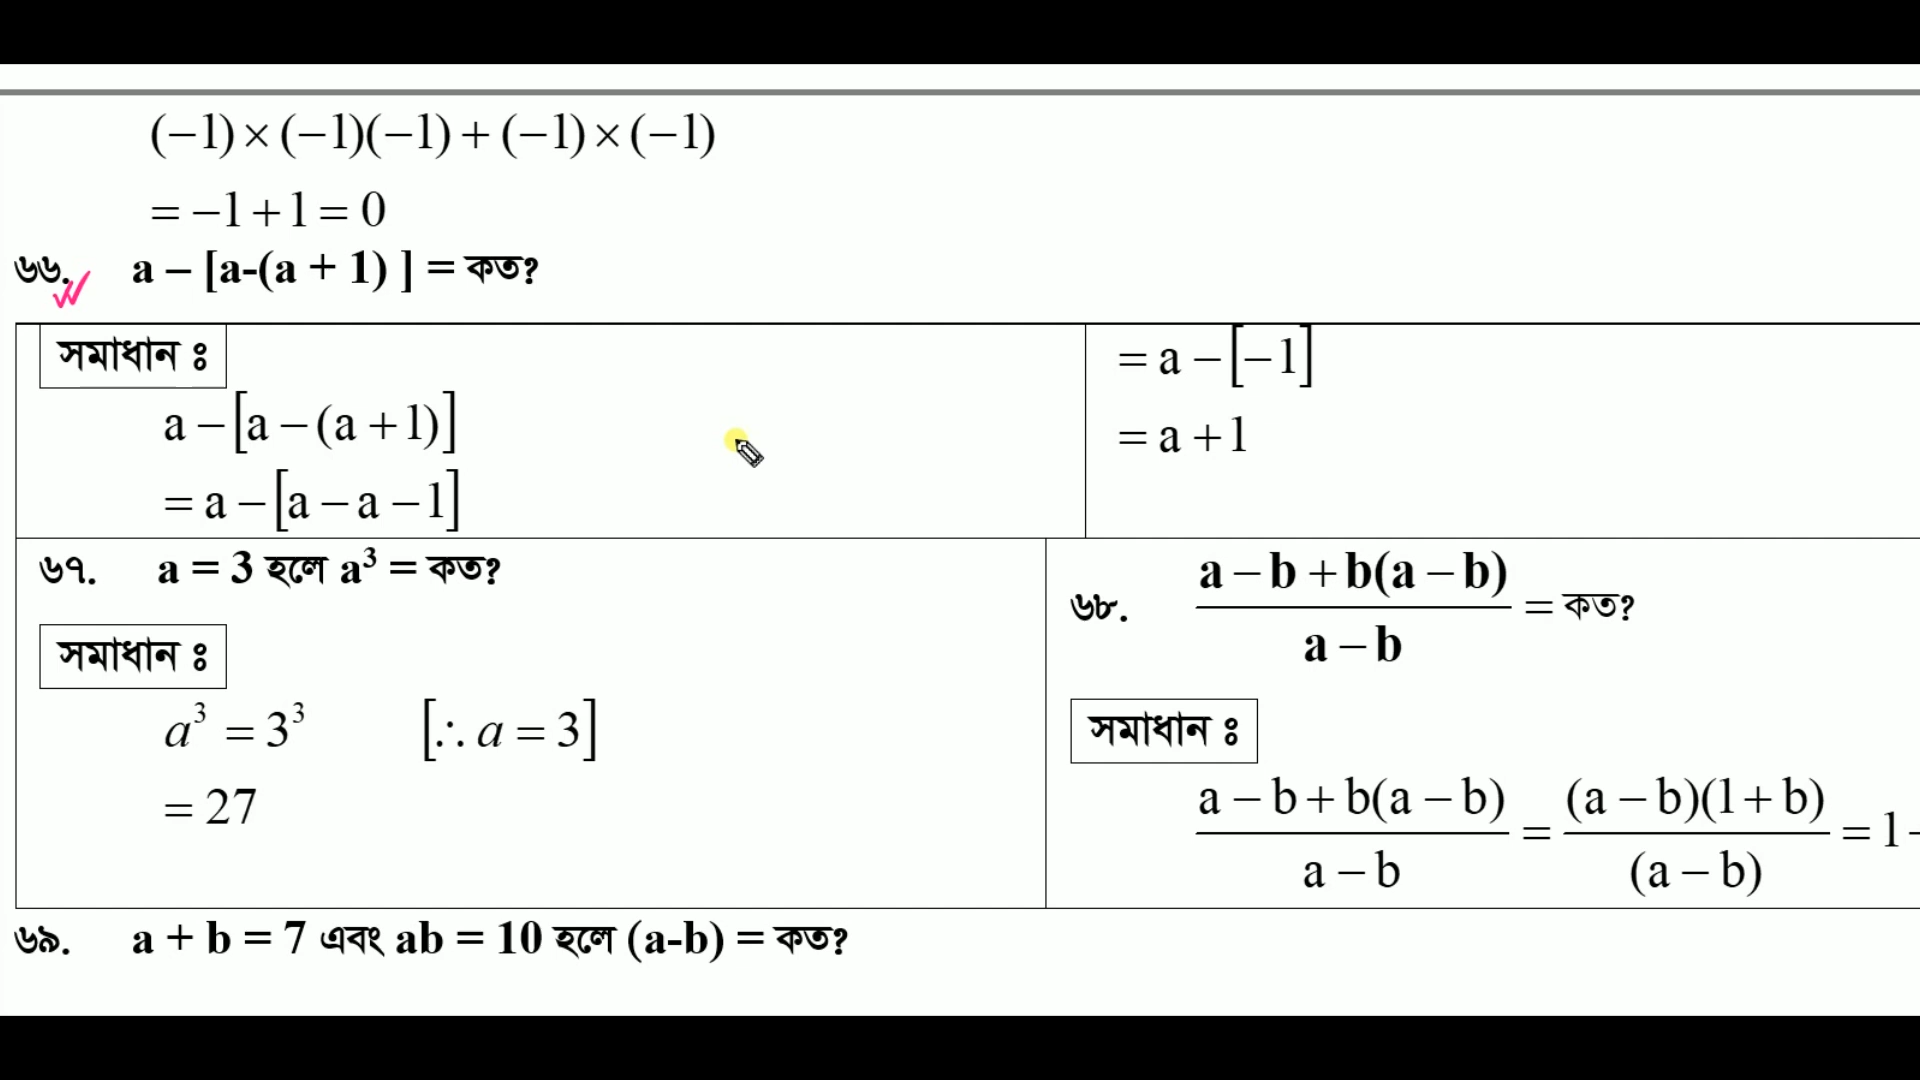 (−1)×(−1)(−1)+(−1)×(−1)
=−1+1=0
৬৬. a – [a-(a + 1) ] = কত?
সমাধান ঃ
a−[a−(a+1)]
=a−[a−a−1]
=a−[−1]
=a+1
৬৭. a = 3 হলে a³ = কত?
সমাধান ঃ
a³ = 3³ [∴ a = 3]
= 27
৬৮. a−b+b(a−b) / a−b = কত?
সমাধান ঃ
a−b+b(a−b) / a−b = (a−b)(1+b) / (a−b) = 1
৬৯. a + b = 7 এবং ab = 10 হলে (a-b) = কত?